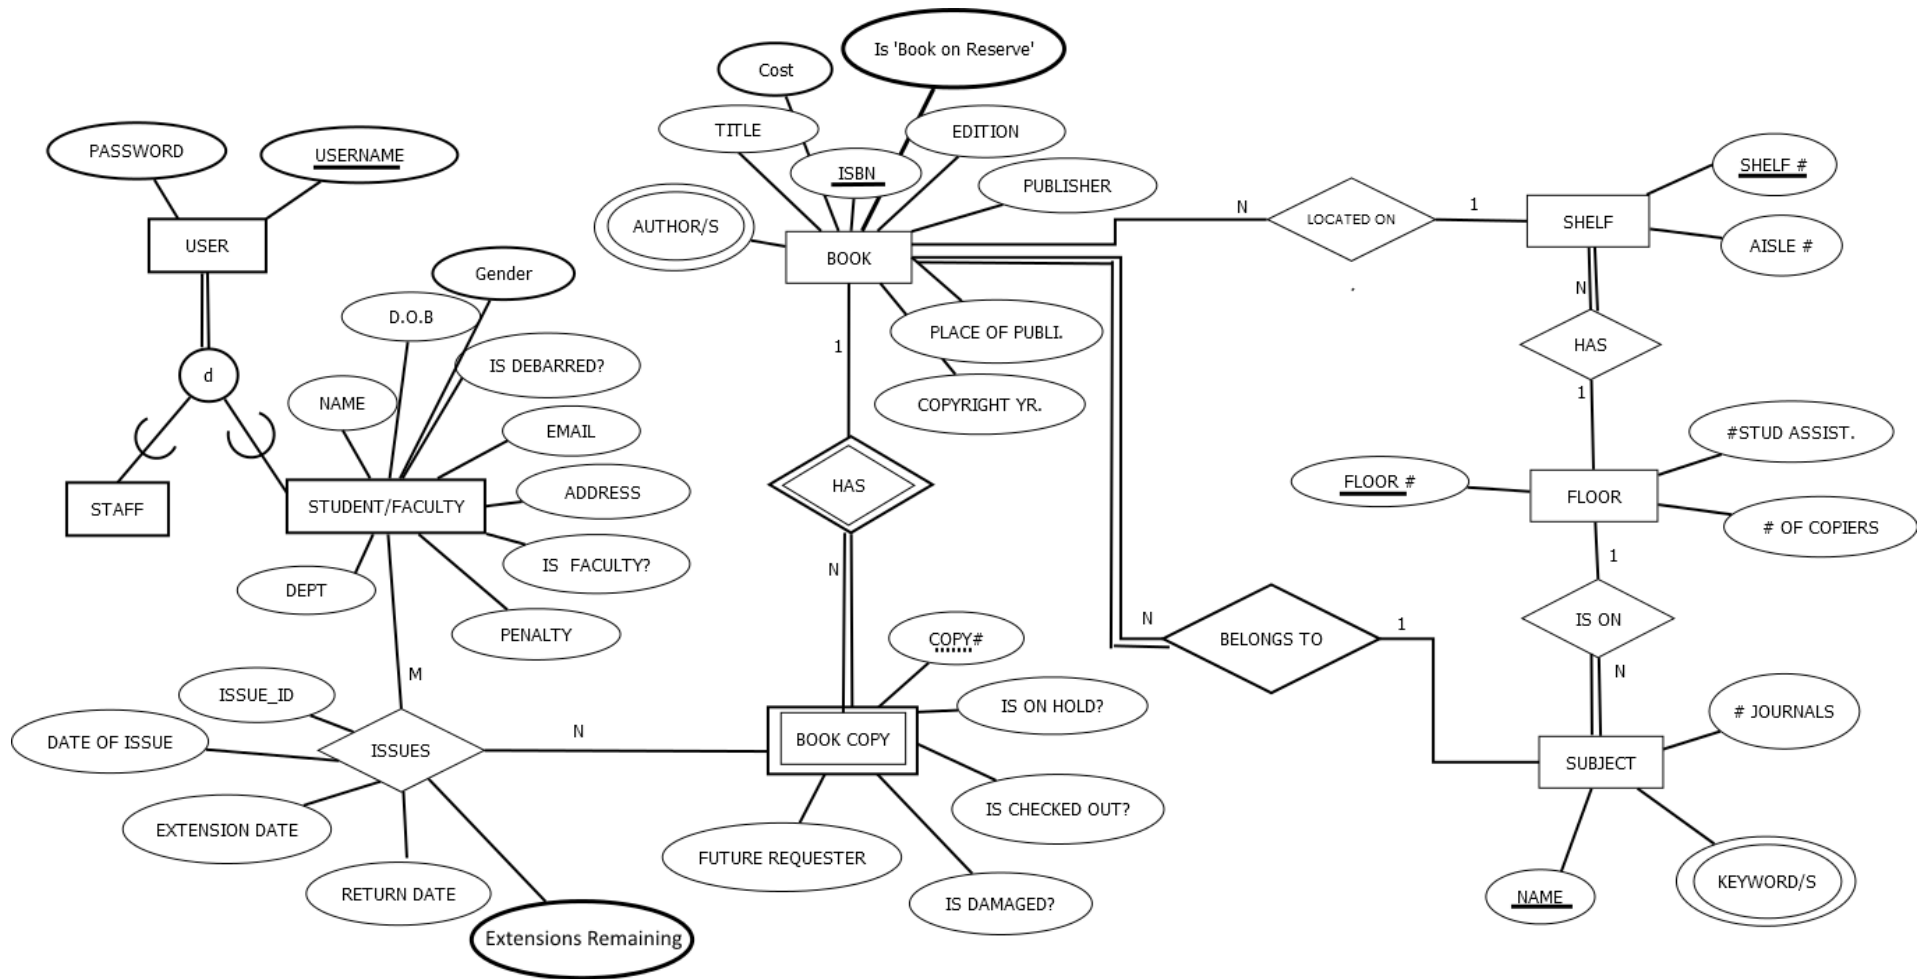 Is 'Book on Reserve'
Cost
TITLE
EDITION
PASSWORD
USERNAME
ISBN
PUBLISHER
SHELF #
AUTHOR/S
N
LOCATED ON
1
SHELF
AISLE #
USER
BOOK
Gender
D.O.B
N
PLACE OF PUBLI.
HAS
1
IS DEBARRED?
d
NAME
COPYRIGHT YR.
1
EMAIL
#STUD ASSIST.
FLOOR #
HAS
ADDRESS
FLOOR
STAFF
STUDENT/FACULTY
# OF COPIERS
IS FACULTY?
N
1
DEPT
PENALTY
COPY#
N
BELONGS TO
1
IS ON
M
N
ISSUE_ID
IS ON HOLD?
# JOURNALS
DATE OF ISSUE
ISSUES
N
BOOK COPY
SUBJECT
IS CHECKED OUT?
EXTENSION DATE
FUTURE REQUESTER
KEYWORD/S
RETURN DATE
IS DAMAGED?
NAME
Extensions Remaining